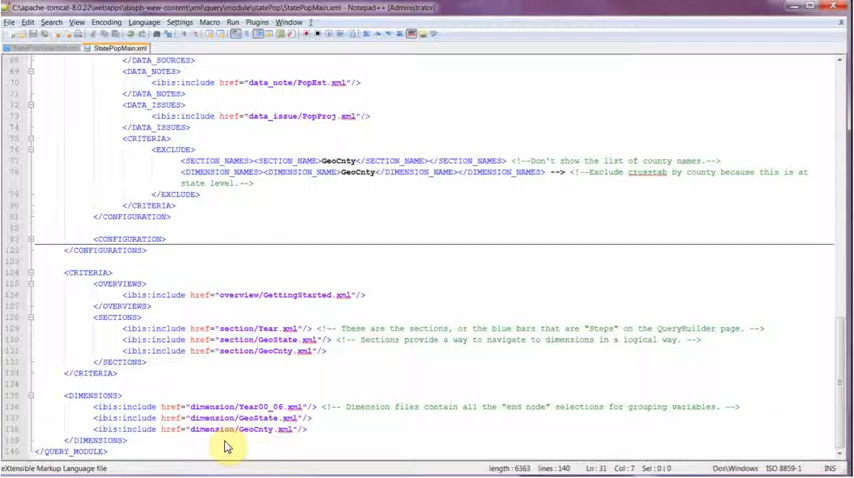 C:\apache-tomcat-8.0.22\webapps\ibisph-view-content\xml\query\module\statePop\StatePopMain.xml - Notepad++ [Administrator]
File Edit Search View Encoding Language Settings Macro Run Plugins Window ?
StatePopMain.xml
68 </DATA_SOURCES>
69 <DATA_NOTES>
70 <ibis:include href="data_note/PopEst.xml"/>
71 </DATA_NOTES>
72 <DATA_ISSUES>
73 <ibis:include href="data_issue/PopProj.xml"/>
74 </DATA_ISSUES>
75 <CRITERIA>
76 <EXCLUDE>
77 <SECTION_NAMES><SECTION_NAME>GeoCnty</SECTION_NAME></SECTION_NAMES> <!--Don't show the list of county names.-->
78 <DIMENSION_NAMES><DIMENSION_NAME>GeoCnty</DIMENSION_NAME></DIMENSION_NAMES> --> <!--Exclude crosstab by county because this is at
state level.-->
79 </EXCLUDE>
80 </CRITERIA>
81 </CONFIGURATION>
82
83 <CONFIGURATION>
122 </CONFIGURATIONS>
123
124 <CRITERIA>
125 <OVERVIEWS>
126 <ibis:include href="overview/GettingStarted.xml"/>
127 </OVERVIEWS>
128 <SECTIONS>
129 <ibis:include href="section/Year.xml"/> <!-- These are the sections, or the blue bars that are "Steps" on the QueryBuilder page. -->
130 <ibis:include href="section/GeoState.xml"/> <!-- Sections provide a way to navigate to dimensions in a logical way. -->
131 <ibis:include href="section/GeoCnty.xml"/>
132 </SECTIONS>
133 </CRITERIA>
134
135 <DIMENSIONS>
136 <ibis:include href="dimension/Year00_06.xml"/> <!-- Dimension files contain all the "end node" selections for grouping variables. -->
137 <ibis:include href="dimension/GeoState.xml"/>
138 <ibis:include href="dimension/GeoCnty.xml"/>
139 </DIMENSIONS>
140 </QUERY_MODULE>
eXtensible Markup Language file length : 6363 lines : 140 Ln : 31 Col : 7 Sel : 0 | 0 Dos\Windows ISO 8859-1 INS